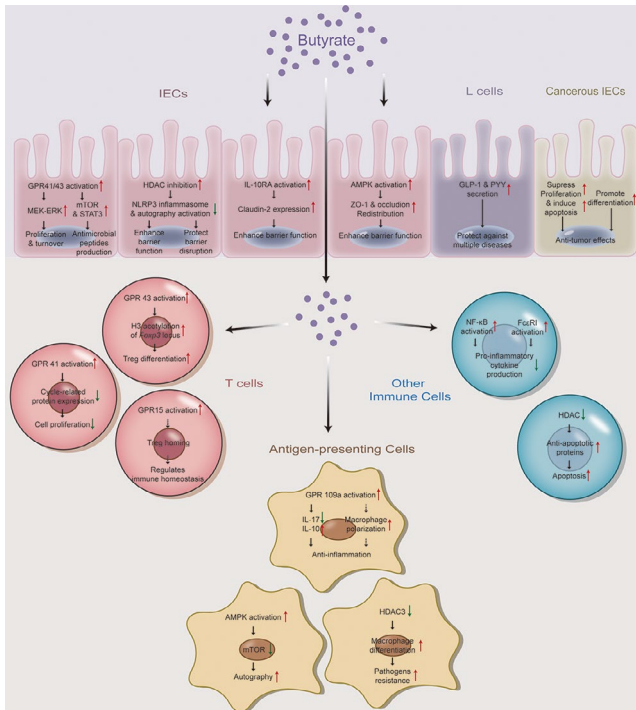 Butyrate
IECs
L cells
Cancerous IECs
GPR41/43 activation
MEK-ERK
mTOR
& STAT3
Proliferation
& turnover
Antimicrobial
peptides
production
HDAC inhibition
NLRP3 inflammasome
& autography activation
Enhance
barrier
function
Protect
barrier
disruption
IL-10RA activation
Claudin-2 expression
Enhance barrier function
AMPK activation
ZO-1 & occlution
Redistribution
Enhance barrier function
GLP-1 & PYY
secretion
Protect against
multiple diseases
Supress
Proliferation
& induce
apoptosis
Promote
differentiation
Anti-tumor effects
GPR 43 activation
H3 acetylation
of Foxp3 locus
Treg differentiation
GPR 41 activation
Cycle-related
protein expression
Cell proliferation
GPR15 activation
Treg homing
Regulates
immune homeostasis
T cells
Other
Immune Cells
NF-κB
activation
FcεRI
activation
Pro-inflammatory
cytokine
production
HDAC
Anti-apoptotic
proteins
Apoptosis
Antigen-presenting Cells
GPR 109a activation
IL-17
IL-10
Macrophage
polarization
Anti-inflammation
AMPK activation
mTOR
Autography
HDAC3
Macrophage
differentiation
Pathogens
resistance